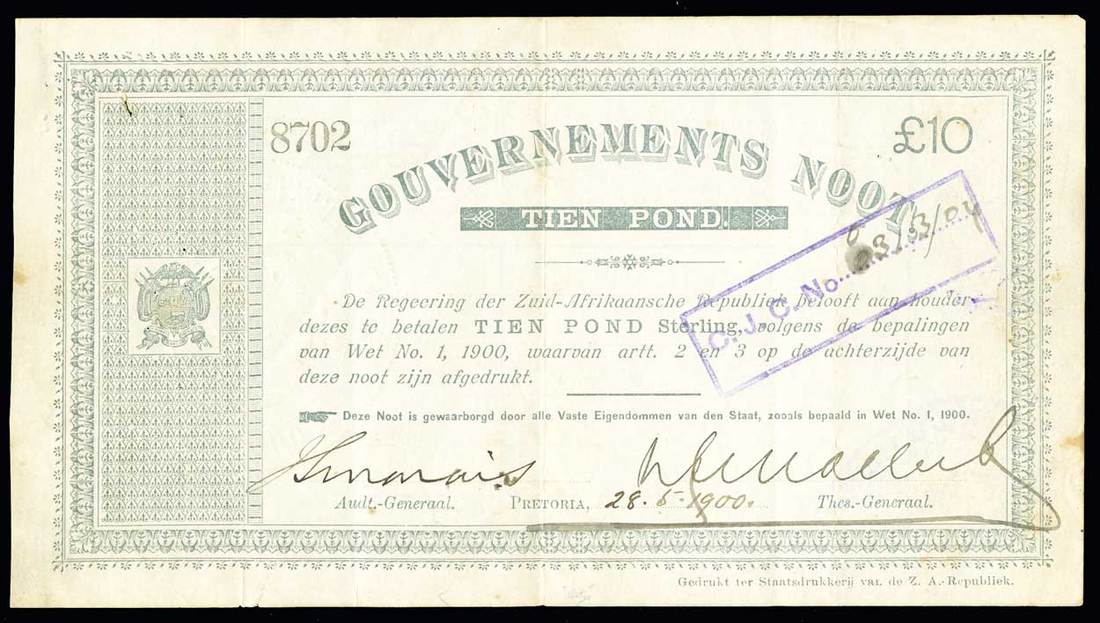 8702
£10
GOUVERNEMENTS NOOT.
TIEN POND.
C. J. C. No.
De Regeering der Zuid-Afrikaansche Republiek belooft aan houder
dezes te betalen TIEN POND Sterling, volgens de bepalingen
van Wet No. 1, 1900, waarvan artt. 2 en 3 op de achterzijde van
deze noot zijn afgedrukt.
Deze Noot is gewaarborgd door alle Vaste Eigendommen van den Staat, zooals bepaald in Wet No. 1, 1900.
Audt.-Generaal. PRETORIA, 28.5.1900. Thes.-Generaal.
Gedrukt ter Staatsdrukkerij van de Z. A.-Republiek.